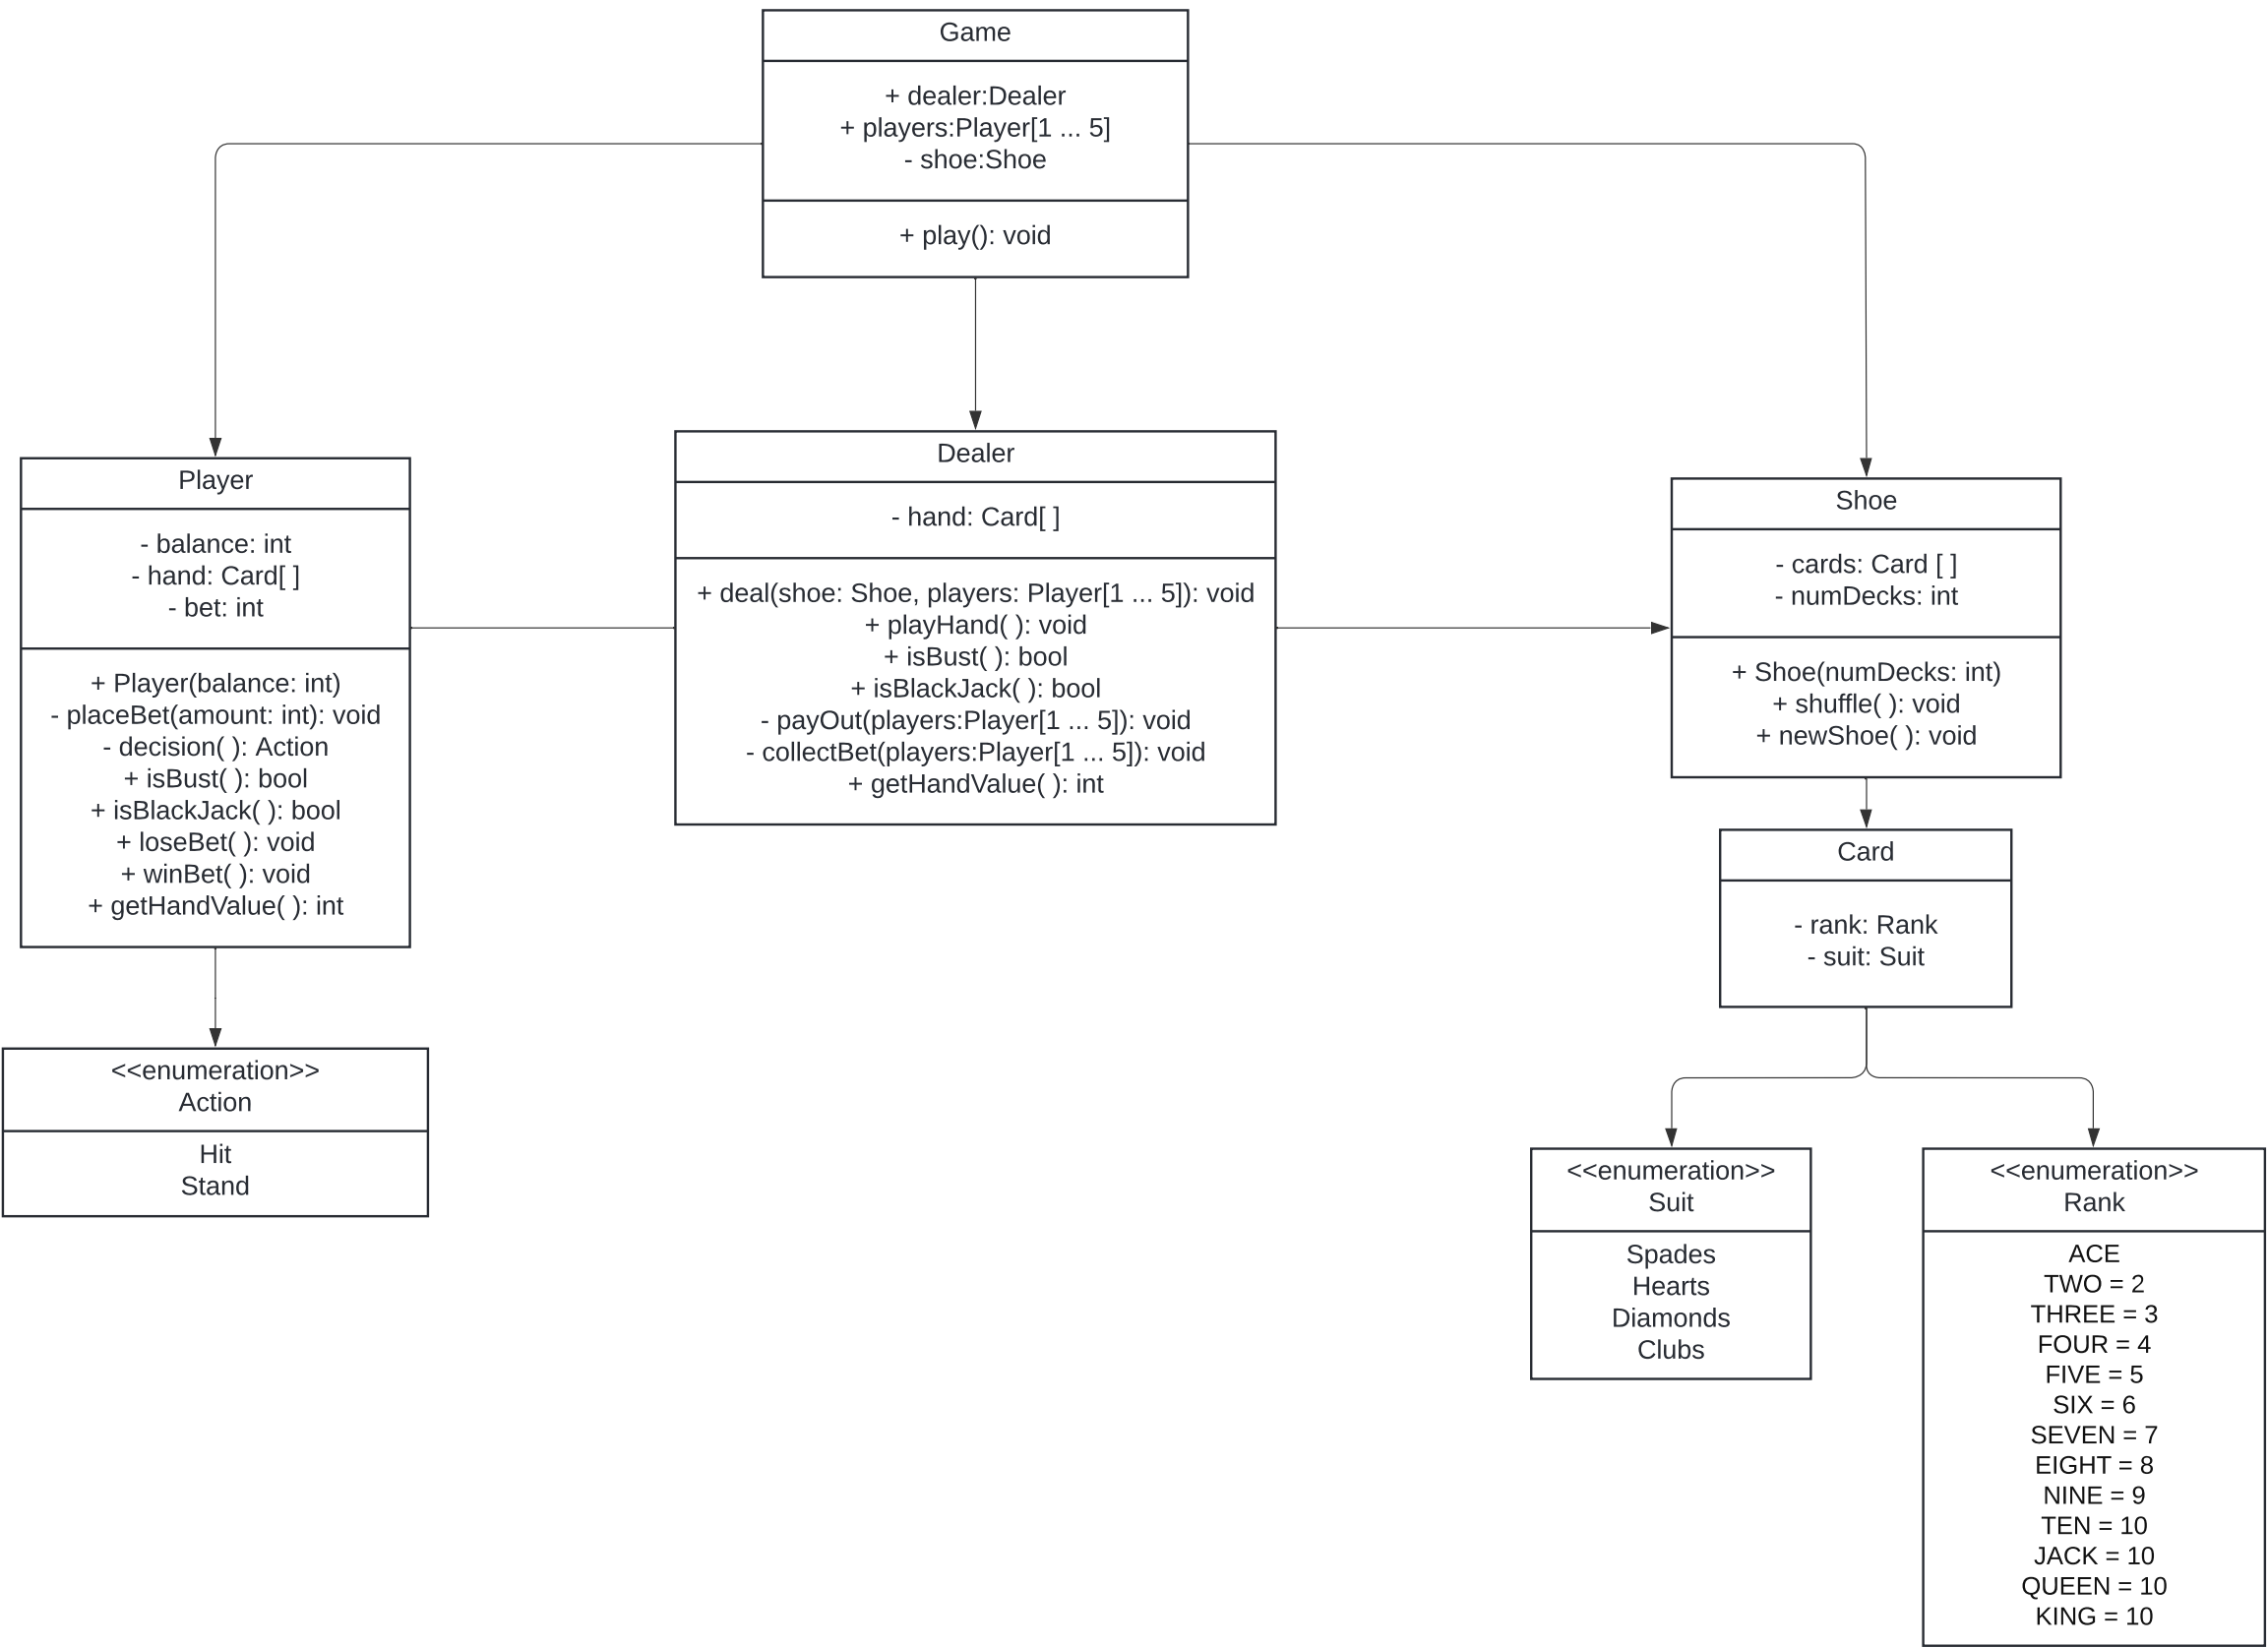 Game
+ dealer:Dealer
+ players:Player[1 ... 5]
- shoe:Shoe
+ play(): void
Player
- balance: int
- hand: Card[ ]
- bet: int
+ Player(balance: int)
- placeBet(amount: int): void
- decision( ): Action
+ isBust( ): bool
+ isBlackJack( ): bool
+ loseBet( ): void
+ winBet( ): void
+ getHandValue( ): int
Dealer
- hand: Card[ ]
+ deal(shoe: Shoe, players: Player[1 ... 5]): void
+ playHand( ): void
+ isBust( ): bool
+ isBlackJack( ): bool
- payOut(players:Player[1 ... 5]): void
- collectBet(players:Player[1 ... 5]): void
+ getHandValue( ): int
Shoe
- cards: Card [ ]
- numDecks: int
+ Shoe(numDecks: int)
+ shuffle( ): void
+ newShoe( ): void
Card
- rank: Rank
- suit: Suit
<<enumeration>>
Action
Hit
Stand
<<enumeration>>
Suit
Spades
Hearts
Diamonds
Clubs
<<enumeration>>
Rank
ACE
TWO = 2
THREE = 3
FOUR = 4
FIVE = 5
SIX = 6
SEVEN = 7
EIGHT = 8
NINE = 9
TEN = 10
JACK = 10
QUEEN = 10
KING = 10